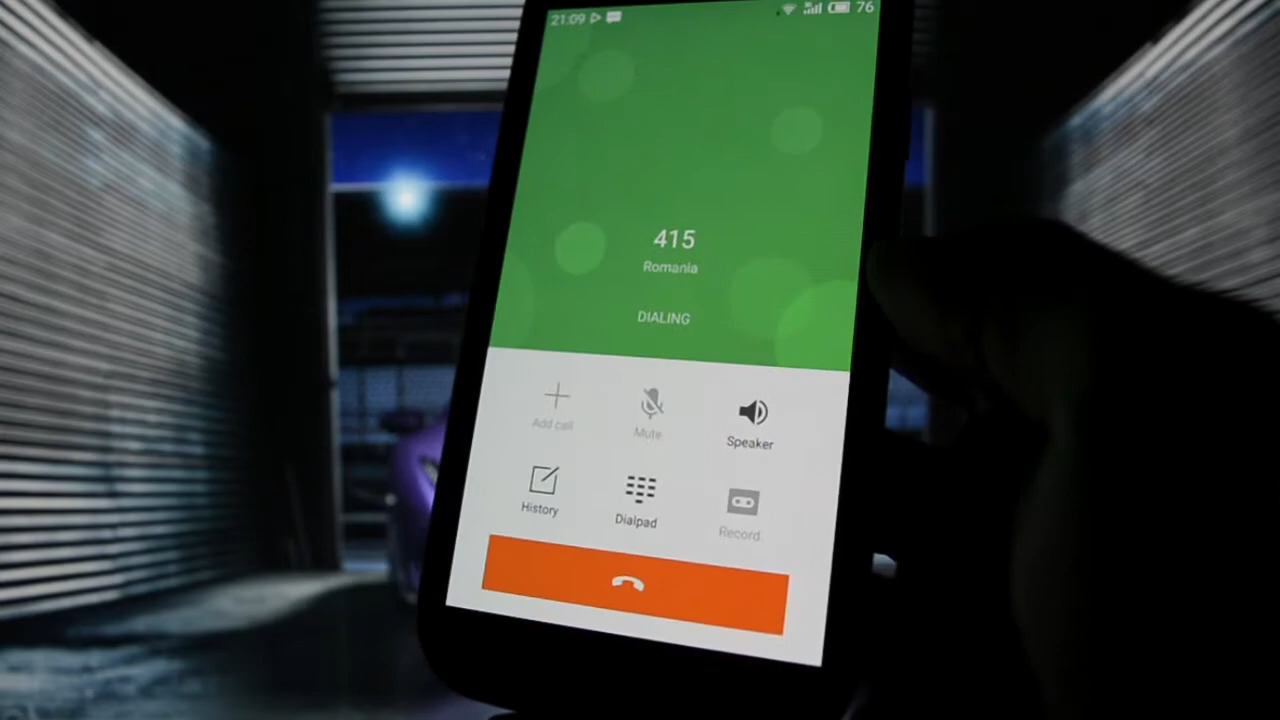 21:09 76
415
Romania
DIALING
Add call Mute Speaker
History Dialpad Record